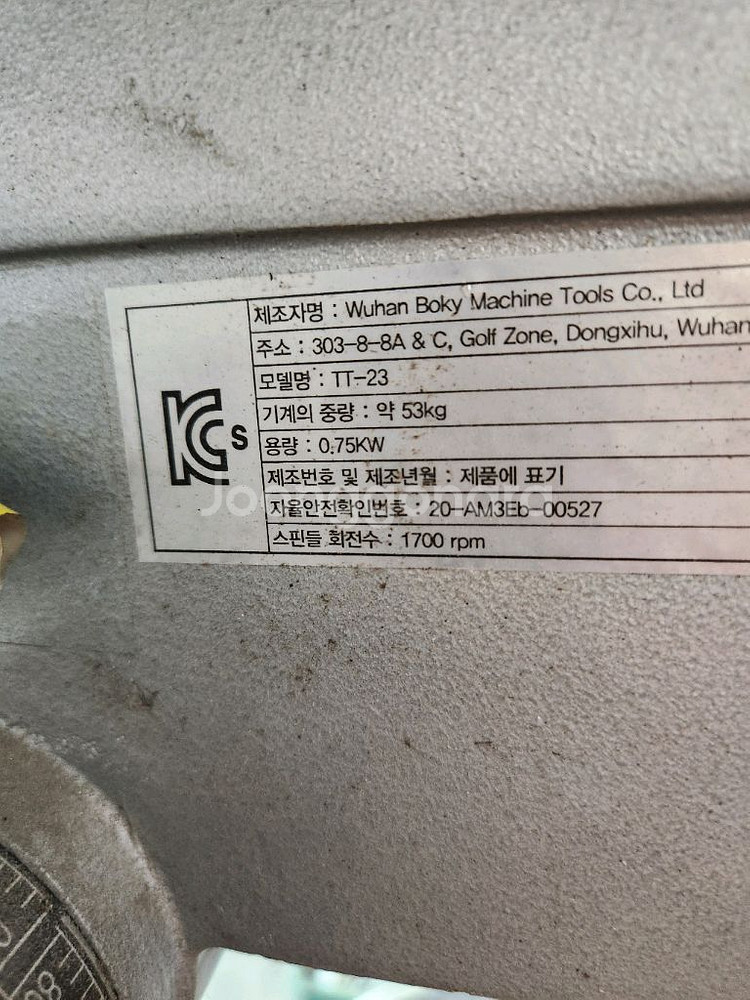 제조자명 : Wuhan Boky Machine Tools Co., Ltd
주소 : 303-8-8A & C, Golf Zone, Dongxihu, Wuhan
모델명 : TT-23
기계의 중량 : 약 53kg
KCs
용량 : 0.75KW
제조번호 및 제조년월 : 제품에 표기
Joonggonara
자율안전확인번호 : 20-AM3Eb-00527
스핀들 회전수 : 1700 rpm